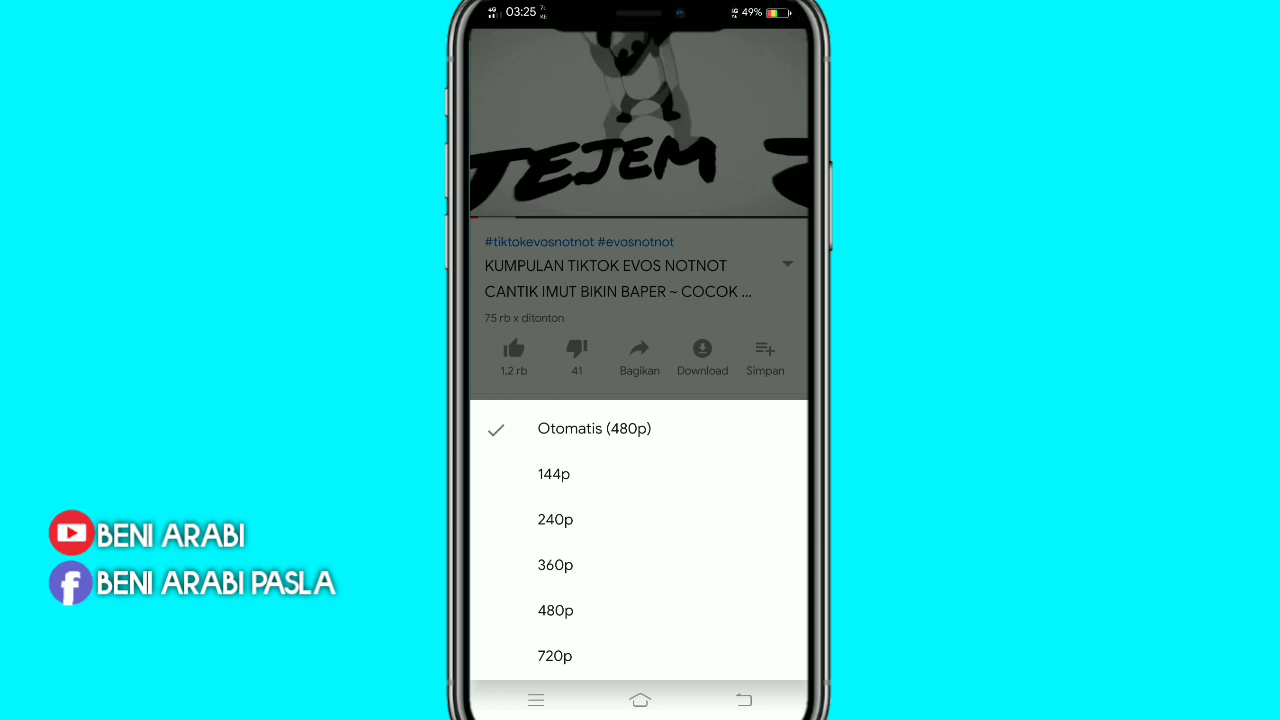 4G 03:25
49%
TEJEM
#tiktokevosnotnot #evosnotnot
KUMPULAN TIKTOK EVOS NOTNOT
CANTIK IMUT BIKIN BAPER ~ COCOK ...
75 rb x ditonton
1,2 rb 41 Bagikan Download Simpan
Otomatis (480p)
144p
240p
360p
480p
720p
BENI ARABI
f BENI ARABI PASLA